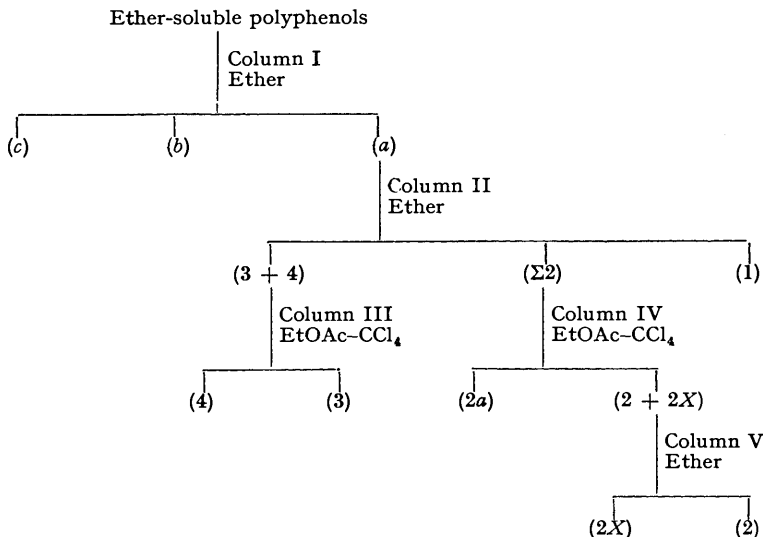 Ether-soluble polyphenols
Column I
Ether
(c) (b) (a)
Column II
Ether
(3 + 4) (Σ2) (1)
Column III Column IV
EtOAc–CCl₄ EtOAc–CCl₄
(4) (3) (2a) (2 + 2X)
Column V
Ether
(2X) (2)